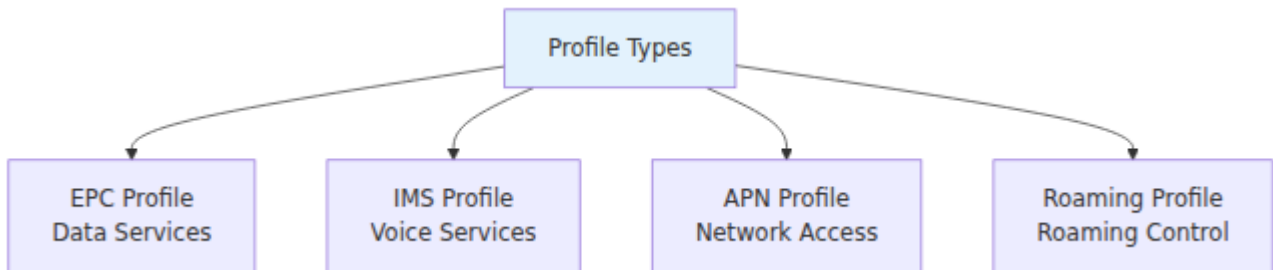 Profile Types
EPC Profile
Data Services
IMS Profile
Voice Services
APN Profile
Network Access
Roaming Profile
Roaming Control